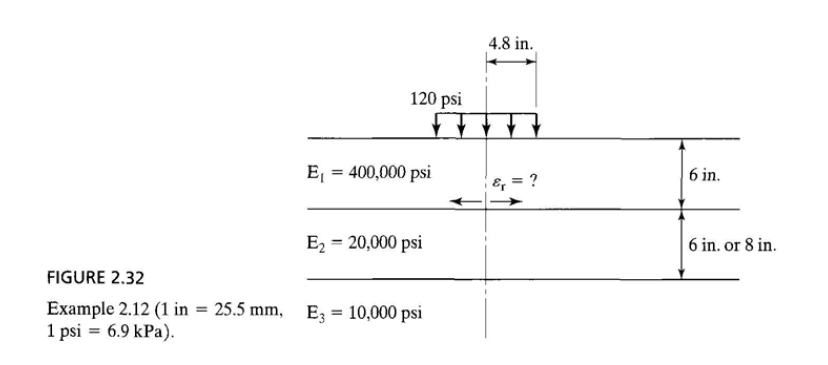 4.8 in.
120 psi
E₁ = 400,000 psi
εᵣ = ?
6 in.
E₂ = 20,000 psi
6 in. or 8 in.
FIGURE 2.32
Example 2.12 (1 in = 25.5 mm,
1 psi = 6.9 kPa).
E₃ = 10,000 psi